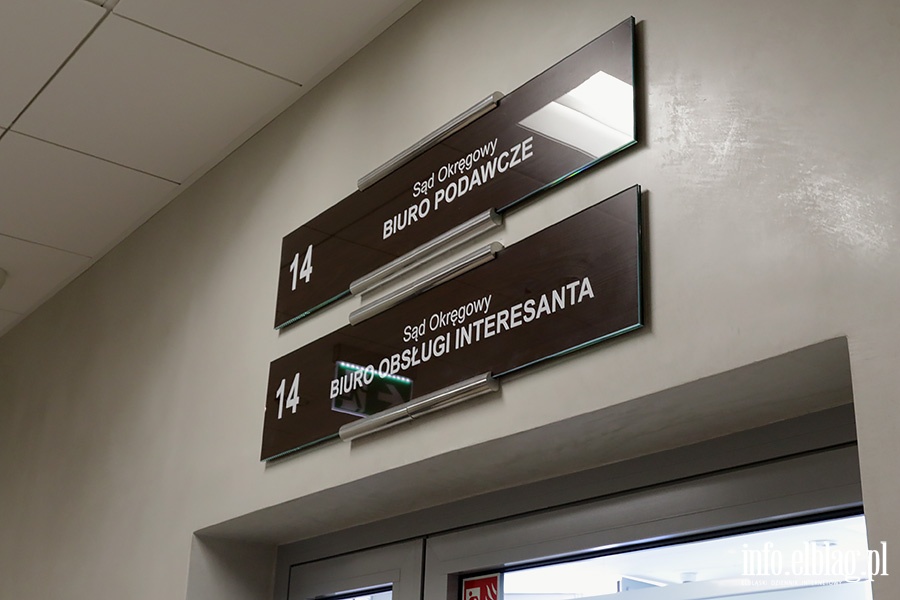 14
Sąd Okręgowy
BIURO PODAWCZE
14
Sąd Okręgowy
BIURO OBSŁUGI INTERESANTA
info.elblag.pl